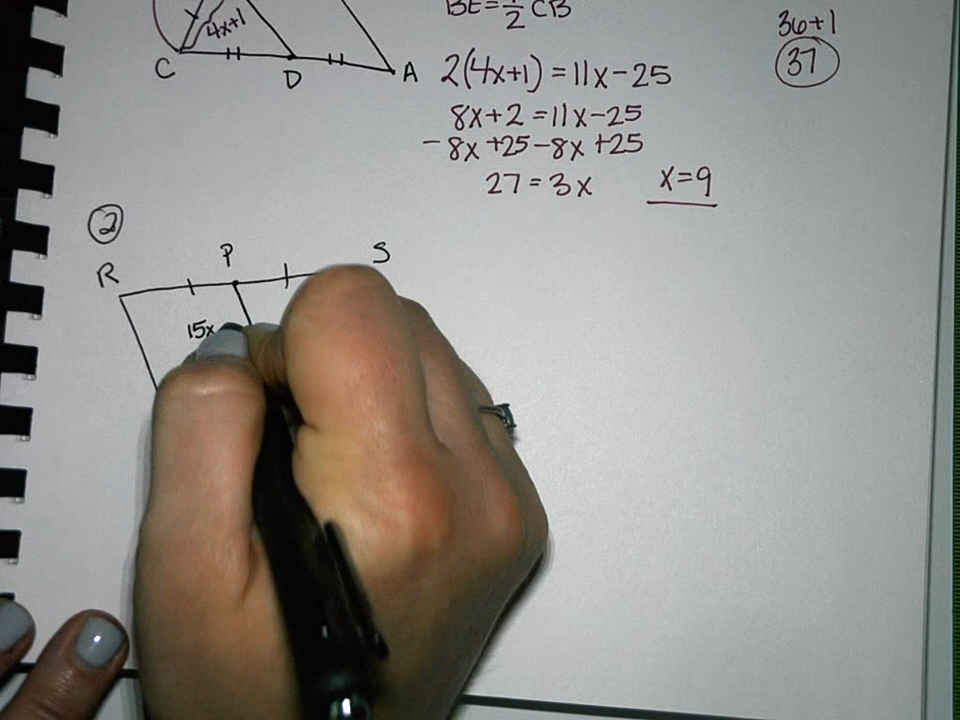 BE = 1/2 CB
36+1
37
4x+1
C D A
2(4x+1) = 11x-25
8x+2 = 11x-25
-8x +25 -8x +25
27 = 3x x=9
2
R P S
15x